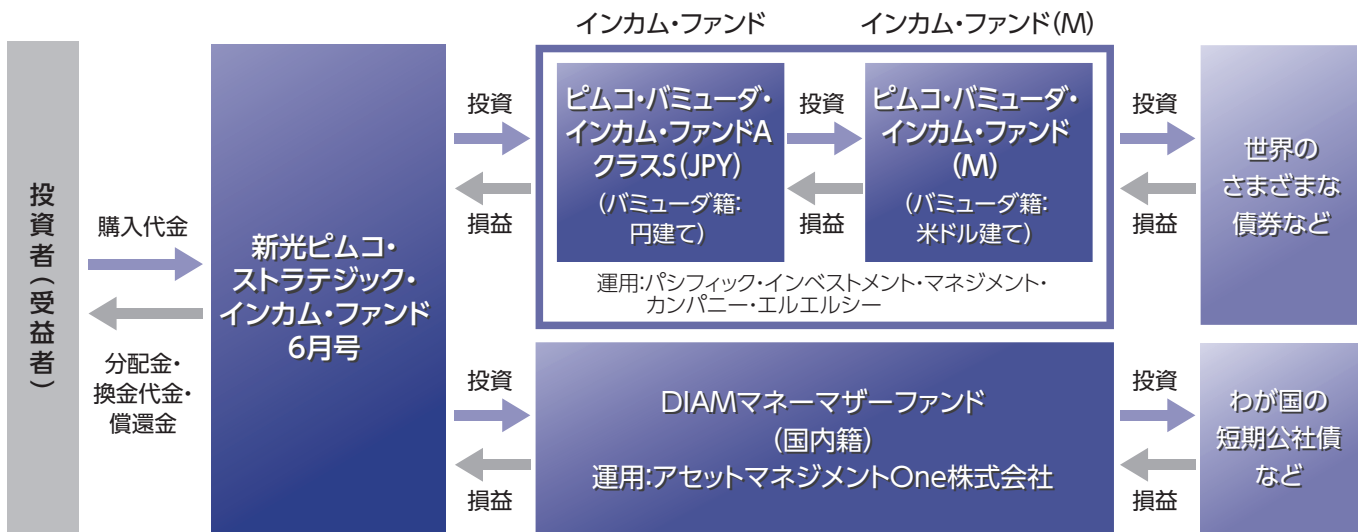 投資者(受益者)
購入代金
分配金・
換金代金・
償還金
新光ピムコ・
ストラテジック・
インカム・ファンド
6月号
投資
損益
インカム・ファンド
インカム・ファンド(M)
ピムコ・バミューダ・
インカム・ファンドA
クラスS(JPY)
(バミューダ籍:
円建て)
投資
損益
ピムコ・バミューダ・
インカム・ファンド
(M)
(バミューダ籍:
米ドル建て)
運用:パシフィック・インベストメント・マネジメント・
カンパニー・エルエルシー
投資
損益
世界の
さまざまな
債券など
投資
損益
DIAMマネーマザーファンド
(国内籍)
運用:アセットマネジメントOne株式会社
投資
損益
わが国の
短期公社債
など